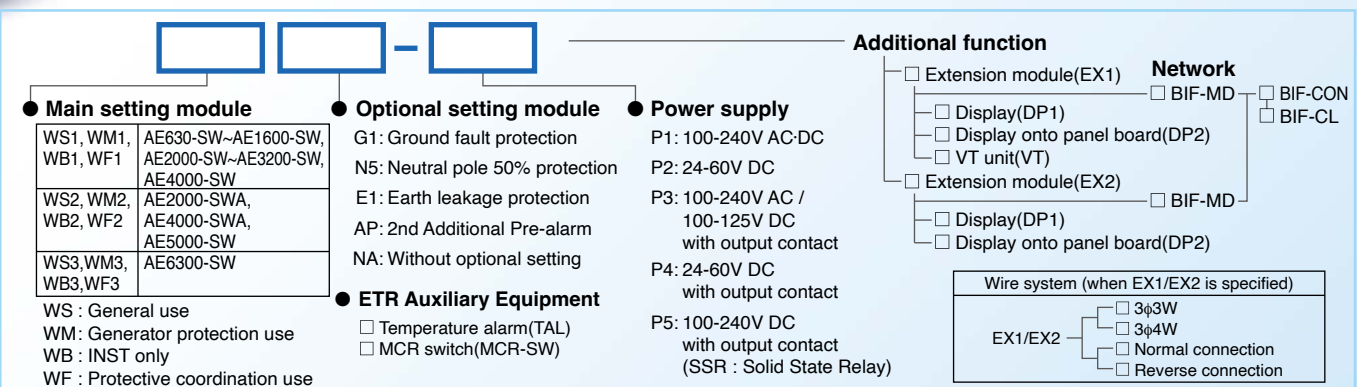 Main setting module
WS1, WM1,
WB1, WF1
AE630-SW~AE1600-SW,
AE2000-SW~AE3200-SW,
AE4000-SW
WS2, WM2,
WB2, WF2
AE2000-SWA,
AE4000-SWA,
AE5000-SW
WS3,WM3,
WB3,WF3
AE6300-SW
WS : General use
WM: Generator protection use
WB : INST only
WF : Protective coordination use
Optional setting module
G1: Ground fault protection
N5: Neutral pole 50% protection
E1: Earth leakage protection
AP: 2nd Additional Pre-alarm
NA: Without optional setting
ETR Auxiliary Equipment
Temperature alarm(TAL)
MCR switch(MCR-SW)
Power supply
P1: 100-240V AC·DC
P2: 24-60V DC
P3: 100-240V AC /
100-125V DC
with output contact
P4: 24-60V DC
with output contact
P5: 100-240V DC
with output contact
(SSR : Solid State Relay)
Additional function
Extension module(EX1)
Display(DP1)
Display onto panel board(DP2)
VT unit(VT)
Extension module(EX2)
Display(DP1)
Display onto panel board(DP2)
Network
BIF-MD
BIF-CON
BIF-CL
BIF-MD
Wire system (when EX1/EX2 is specified)
EX1/EX2
3ϕ3W
3ϕ4W
Normal connection
Reverse connection